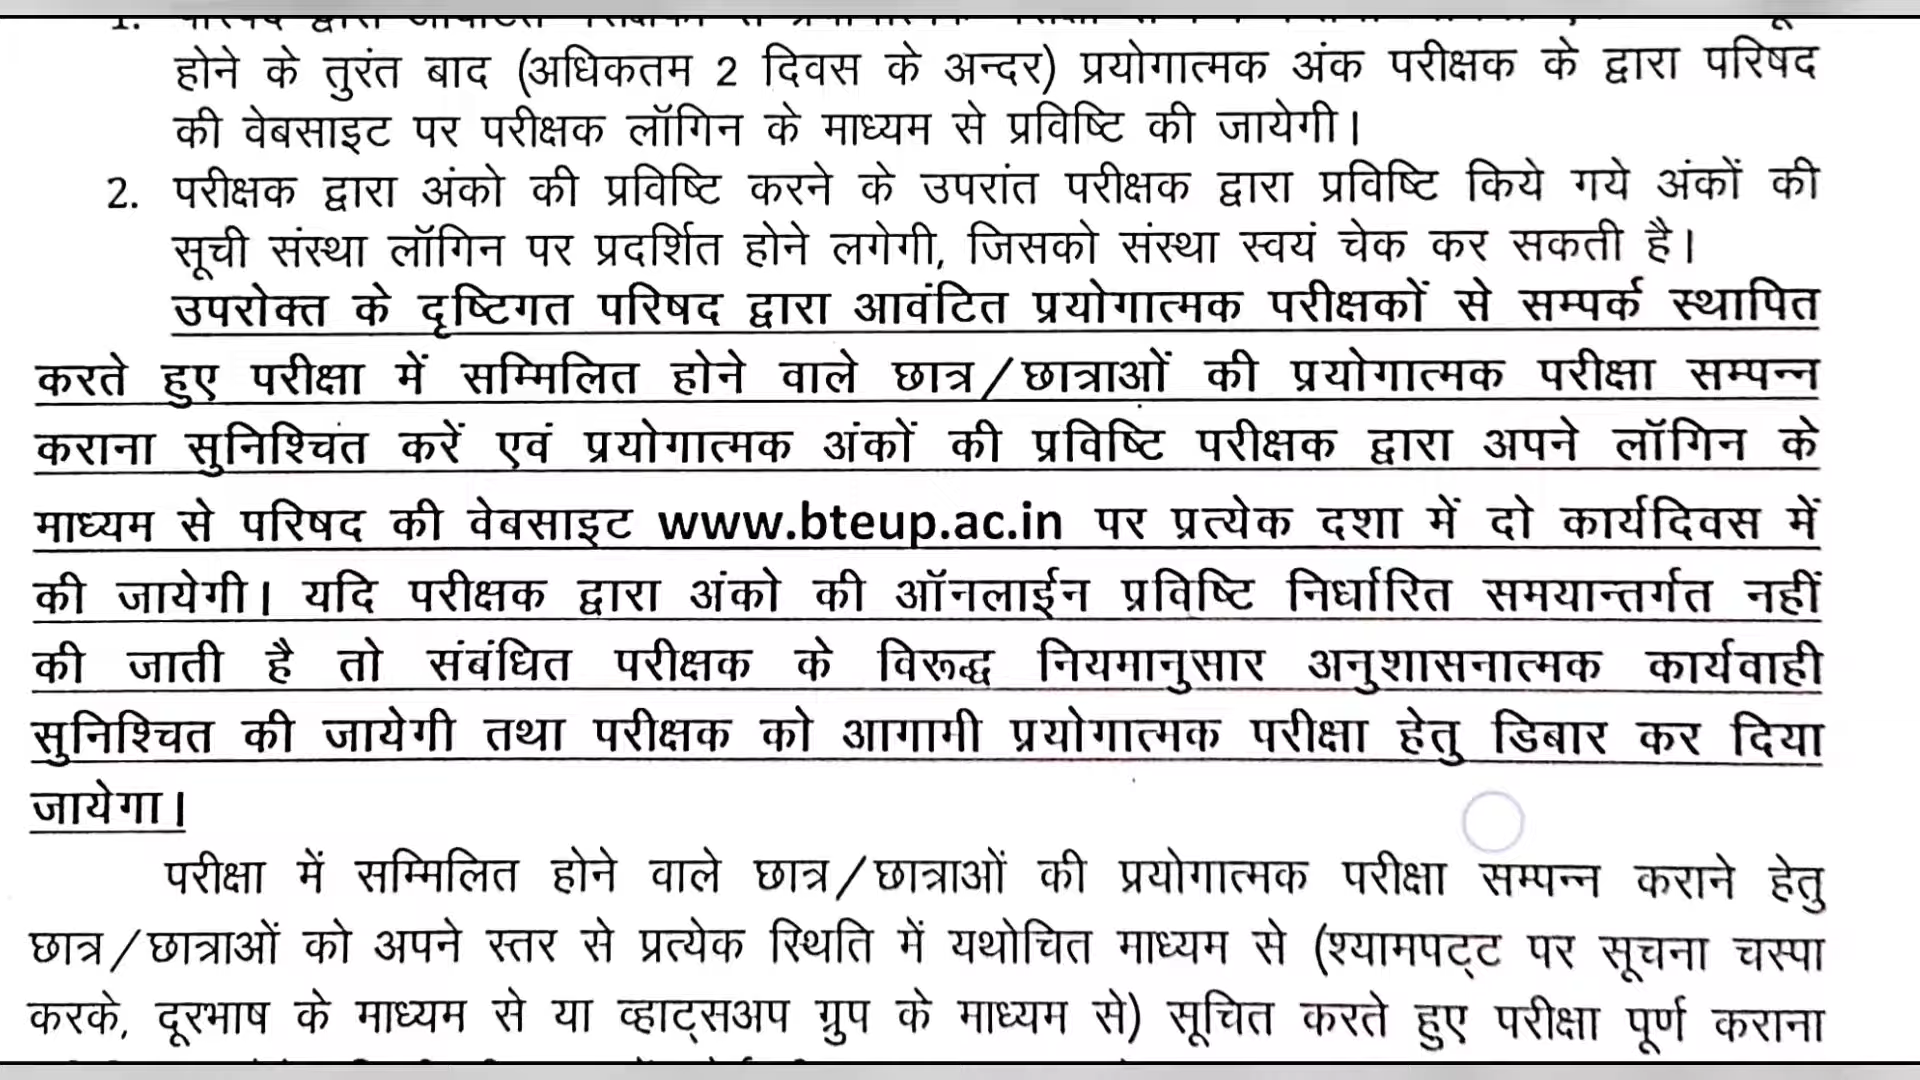 होने के तुरंत बाद (अधिकतम 2 दिवस के अन्दर) प्रयोगात्मक अंक परीक्षक के द्वारा परिषद
की वेबसाइट पर परीक्षक लॉगिन के माध्यम से प्रविष्टि की जायेगी।
2. परीक्षक द्वारा अंको की प्रविष्टि करने के उपरांत परीक्षक द्वारा प्रविष्टि किये गये अंकों की
सूची संस्था लॉगिन पर प्रदर्शित होने लगेगी, जिसको संस्था स्वयं चेक कर सकती है।
उपरोक्त के दृष्टिगत परिषद द्वारा आवंटित प्रयोगात्मक परीक्षकों से सम्पर्क स्थापित
करते हुए परीक्षा में सम्मिलित होने वाले छात्र/छात्राओं की प्रयोगात्मक परीक्षा सम्पन्न
कराना सुनिश्चिंत करें एवं प्रयोगात्मक अंकों की प्रविष्टि परीक्षक द्वारा अपने लॉगिन के
माध्यम से परिषद की वेबसाइट www.bteup.ac.in पर प्रत्येक दशा में दो कार्यदिवस में
की जायेगी। यदि परीक्षक द्वारा अंको की ऑनलाईन प्रविष्टि निर्धारित समयान्तर्गत नहीं
की जाती है तो संबंधित परीक्षक के विरूद्ध नियमानुसार अनुशासनात्मक कार्यवाही
सुनिश्चित की जायेगी तथा परीक्षक को आगामी प्रयोगात्मक परीक्षा हेतु डिबार कर दिया
जायेगा।
परीक्षा में सम्मिलित होने वाले छात्र/छात्राओं की प्रयोगात्मक परीक्षा सम्पन्न कराने हेतु
छात्र/छात्राओं को अपने स्तर से प्रत्येक स्थिति में यथोचित माध्यम से (श्यामपट्ट पर सूचना चस्पा
करके, दूरभाष के माध्यम से या व्हाट्सअप ग्रुप के माध्यम से) सूचित करते हुए परीक्षा पूर्ण कराना